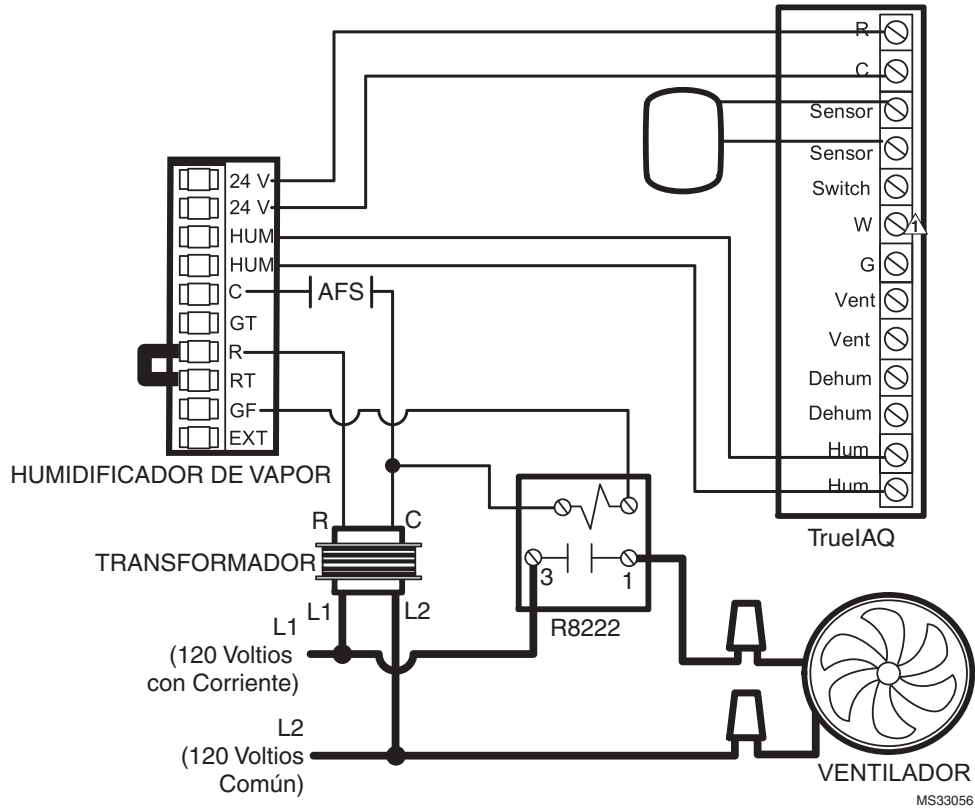 R
C
Sensor
Sensor
Switch
W
1
G
Vent
Vent
Dehum
Dehum
Hum
Hum
TrueIAQ
24 V
24 V
HUM
HUM
C
AFS
GT
R
RT
GF
EXT
HUMIDIFICADOR DE VAPOR
R
C
TRANSFORMADOR
L1
L2
3
1
R8222
L1
(120 Voltios
con Corriente)
L2
(120 Voltios
Común)
VENTILADOR
MS33056